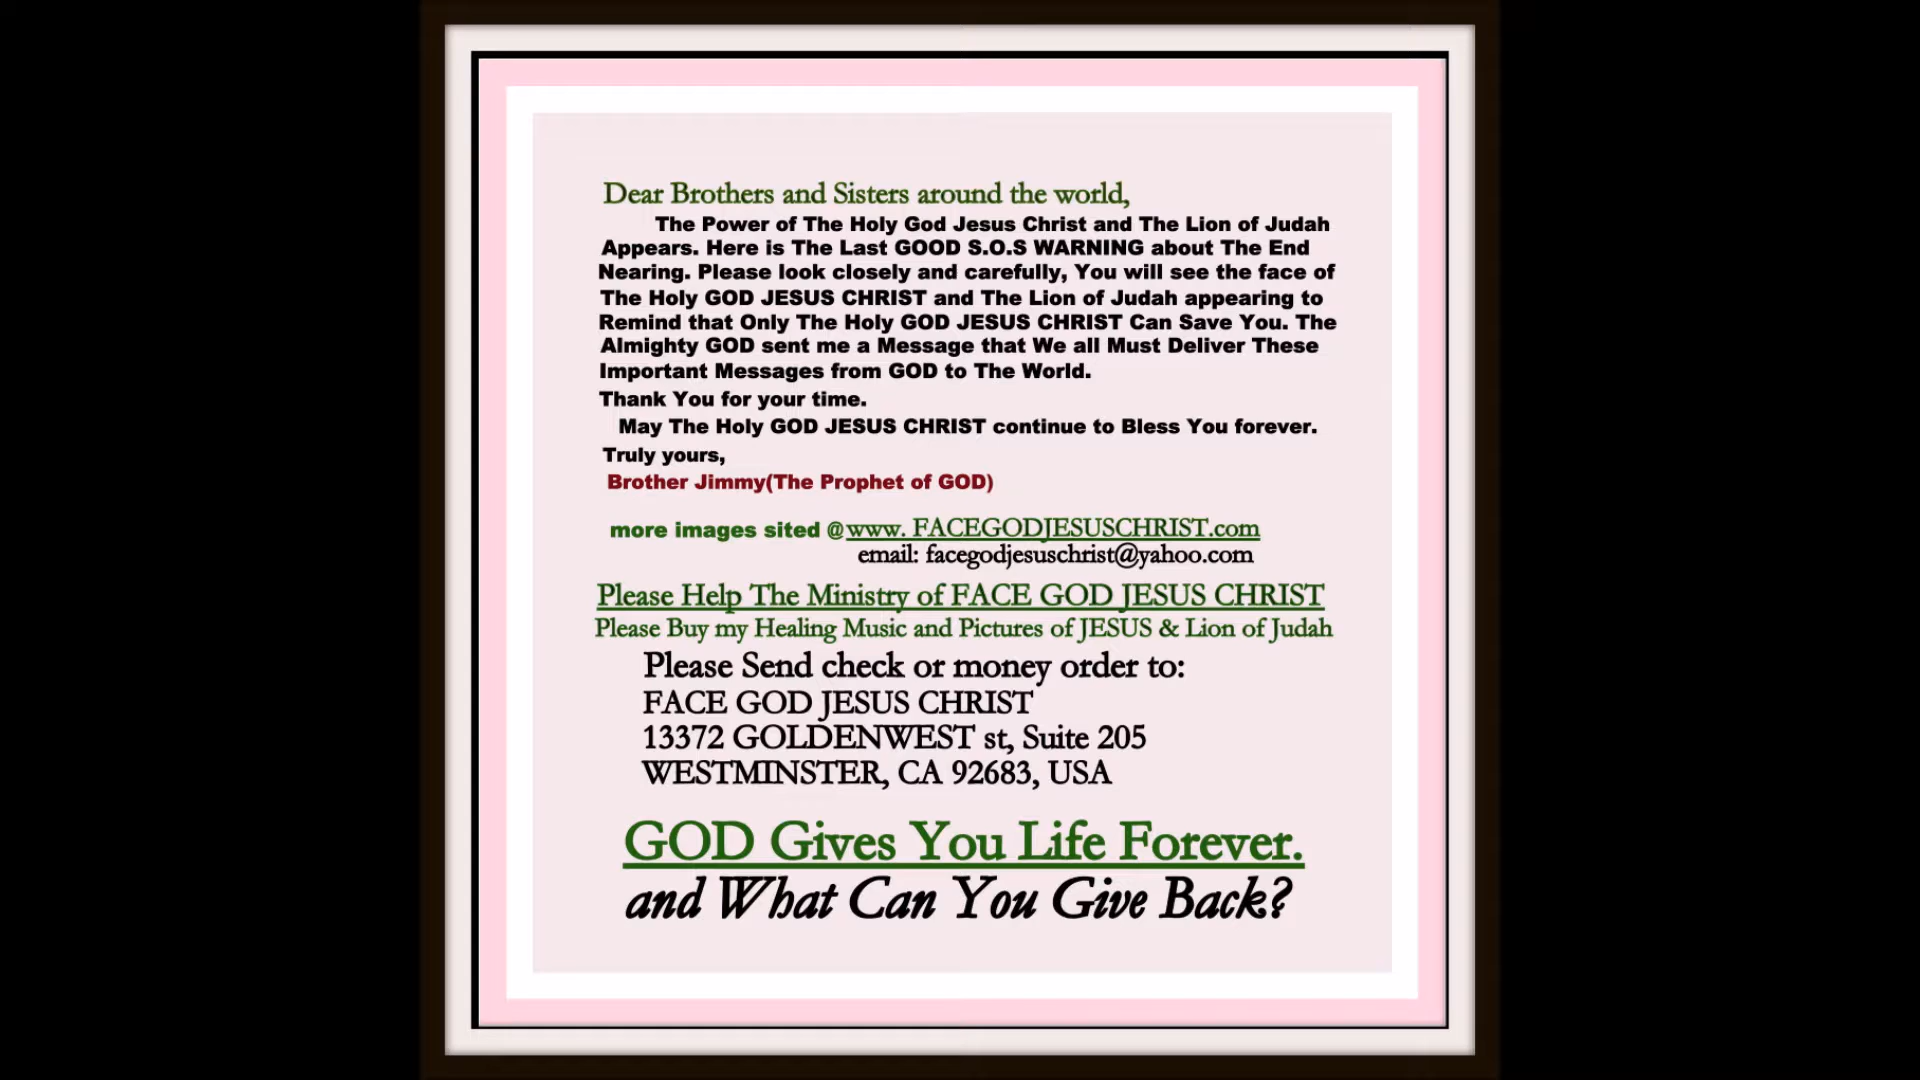 Dear Brothers and Sisters around the world,
The Power of The Holy God Jesus Christ and The Lion of Judah
Appears. Here is The Last GOOD S.O.S WARNING about The End
Nearing. Please look closely and carefully, You will see the face of
The Holy GOD JESUS CHRIST and The Lion of Judah appearing to
Remind that Only The Holy GOD JESUS CHRIST Can Save You. The
Almighty GOD sent me a Message that We all Must Deliver These
Important Messages from GOD to The World.
Thank You for your time.
May The Holy GOD JESUS CHRIST continue to Bless You forever.
Truly yours,
Brother Jimmy(The Prophet of GOD)
more images sited @www. FACEGODJESUSCHRIST.com
email: facegodjesuschrist@yahoo.com
Please Help The Ministry of FACE GOD JESUS CHRIST
Please Buy my Healing Music and Pictures of JESUS & Lion of Judah
Please Send check or money order to:
FACE GOD JESUS CHRIST
13372 GOLDENWEST st, Suite 205
WESTMINSTER, CA 92683, USA
GOD Gives You Life Forever.
and What Can You Give Back?